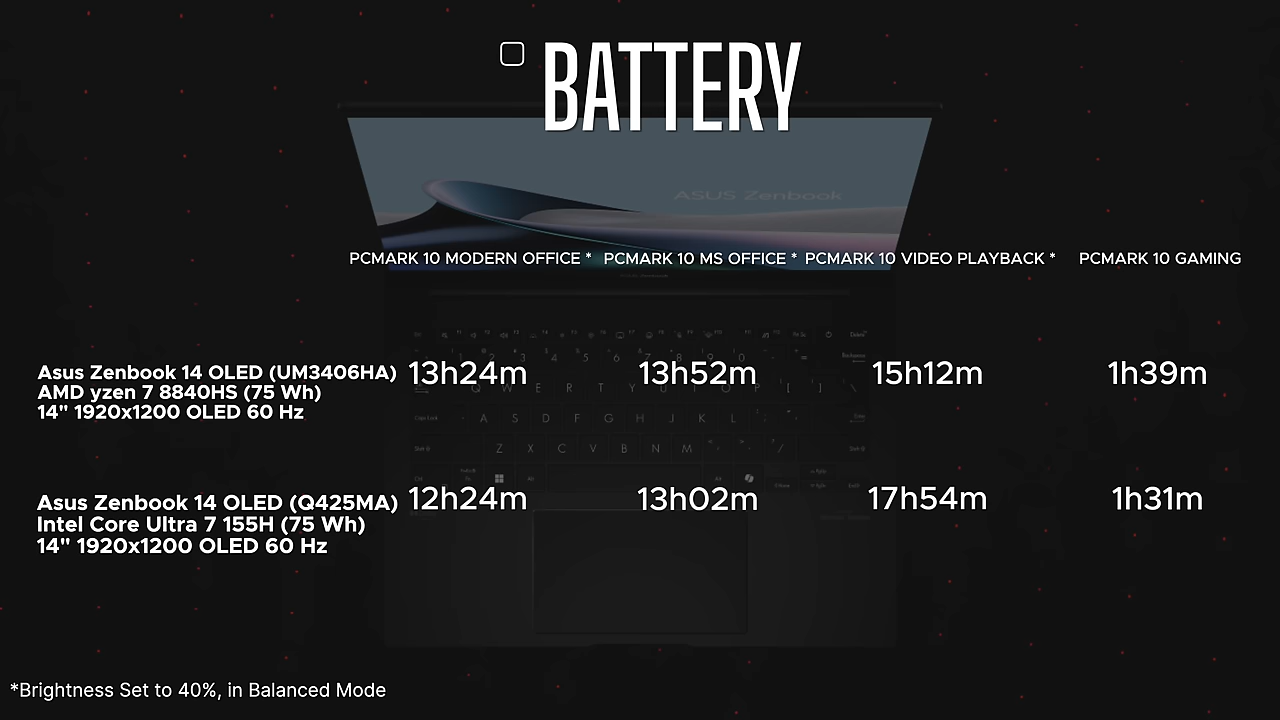 BATTERY
ASUS Zenbook
PCMARK 10 MODERN OFFICE * PCMARK 10 MS OFFICE * PCMARK 10 VIDEO PLAYBACK * PCMARK 10 GAMING
Asus Zenbook 14 OLED (UM3406HA) 13h24m 13h52m 15h12m 1h39m
AMD yzen 7 8840HS (75 Wh)
14" 1920x1200 OLED 60 Hz
Q W E R T Y U O P
A S D F G H J K L
Z X C V B N M
Asus Zenbook 14 OLED (Q425MA) 12h24m 13h02m 17h54m 1h31m
Intel Core Ultra 7 155H (75 Wh)
14" 1920x1200 OLED 60 Hz
*Brightness Set to 40%, in Balanced Mode